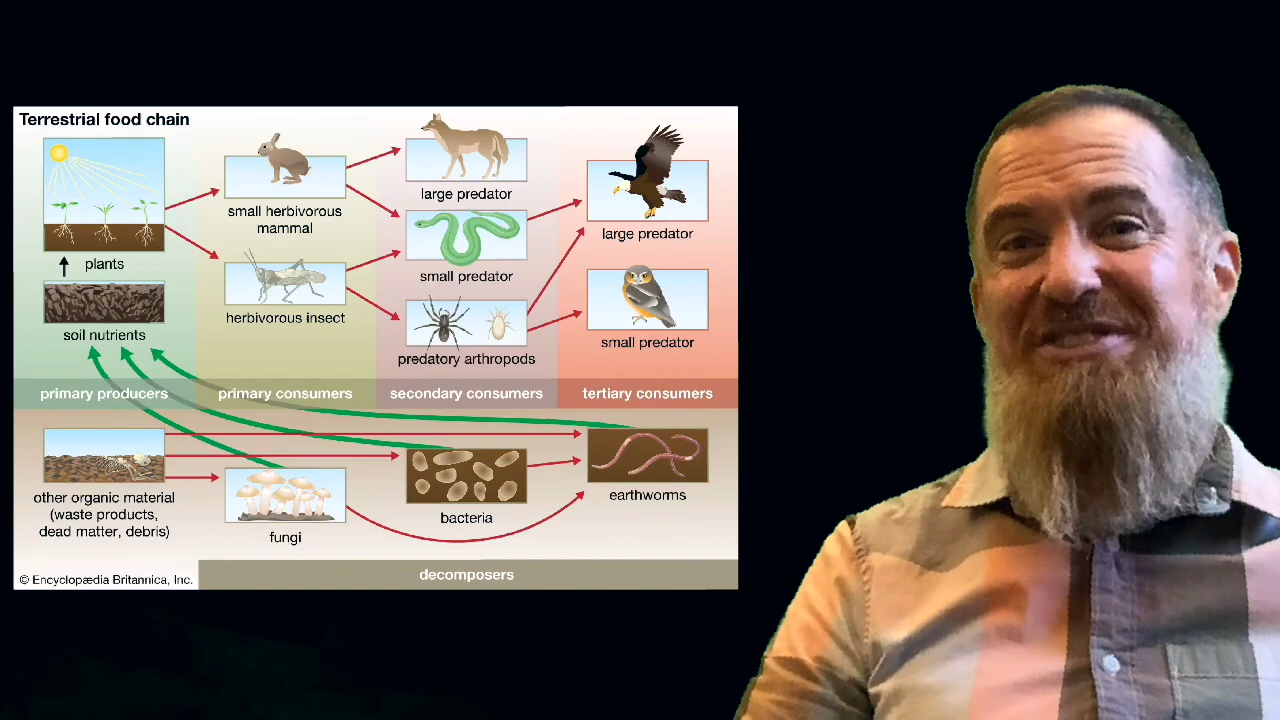 Terrestrial food chain
plants
soil nutrients
primary producers
small herbivorous
mammal
herbivorous insect
primary consumers
large predator
small predator
predatory arthropods
secondary consumers
large predator
small predator
tertiary consumers
other organic material
(waste products,
dead matter, debris)
fungi
bacteria
earthworms
decomposers
© Encyclopædia Britannica, Inc.